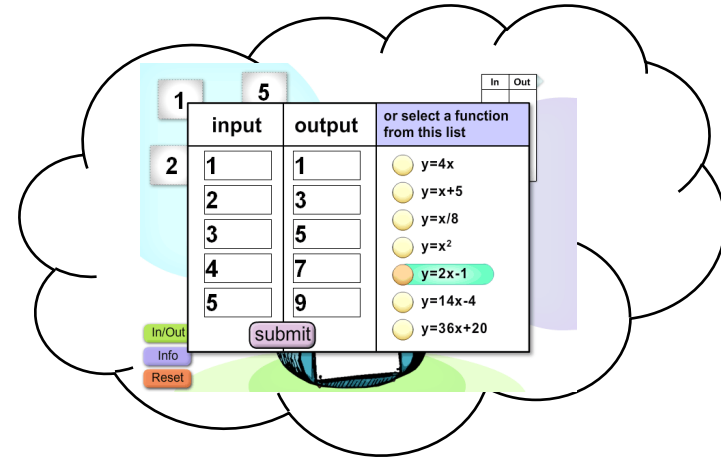 1
5
2
In Out
input output
or select a function
from this list
1 1
2 3
3 5
4 7
5 9
y=4x
y=x+5
y=x/8
y=x²
y=2x-1
y=14x-4
y=36x+20
submit
In/Out
Info
Reset